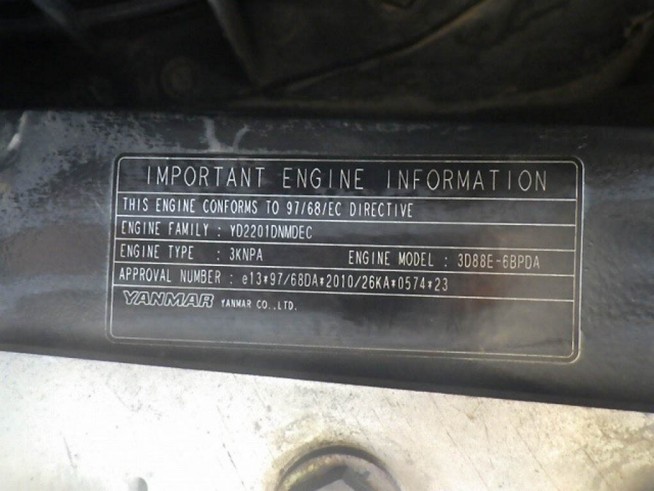 IMPORTANT ENGINE INFORMATION
THIS ENGINE CONFORMS TO 97/68/EC DIRECTIVE
ENGINE FAMILY : YD2201DNMDEC
ENGINE TYPE : 3KNPA ENGINE MODEL : 3D88E-6BPDA
APPROVAL NUMBER : e13*97/68DA*2010/26KA*0574*23
YANMAR YANMAR CO.,LTD.